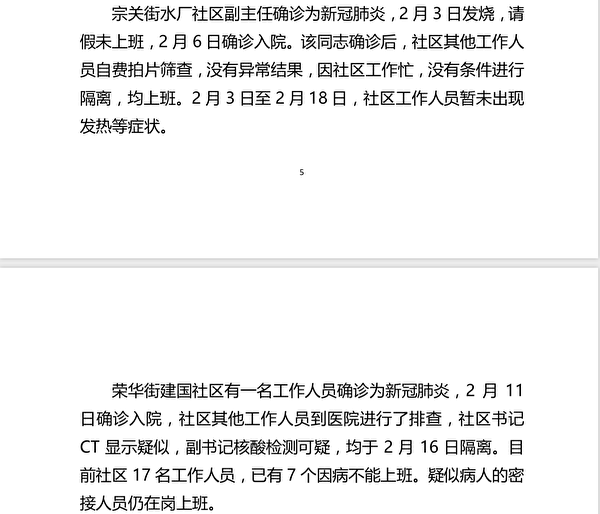 宗关街水厂社区副主任确诊为新冠肺炎，2 月 3 日发烧，请
假未上班，2 月 6 日确诊入院。该同志确诊后，社区其他工作人
员自费拍片筛查，没有异常结果，因社区工作忙，没有条件进行
隔离，均上班。2 月 3 日至 2 月 18 日，社区工作人员暂未出现
发热等症状。
5
荣华街建国社区有一名工作人员确诊为新冠肺炎，2 月 11
日确诊入院，社区其他工作人员到医院进行了排查，社区书记
CT 显示疑似，副书记核酸检测可疑，均于 2 月 16 日隔离。目
前社区 17 名工作人员，已有 7 个因病不能上班。疑似病人的密
接人员仍在岗上班。